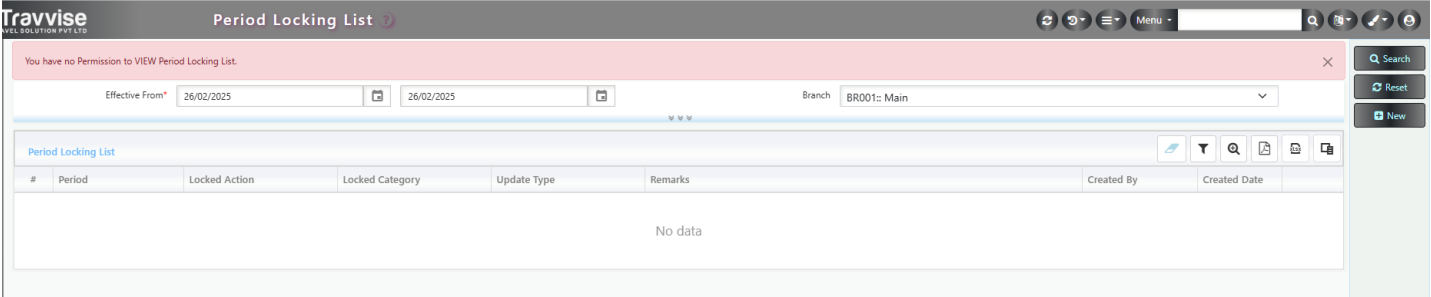 Travvise
AVEL SOLUTION PVT LTD
Period Locking List ?
Menu
You have no Permission to VIEW Period Locking List.
Search
Effective From* 26/02/2025 26/02/2025 Branch BR001:: Main
Reset
New
Period Locking List
# Period Locked Action Locked Category Update Type Remarks Created By Created Date
No data